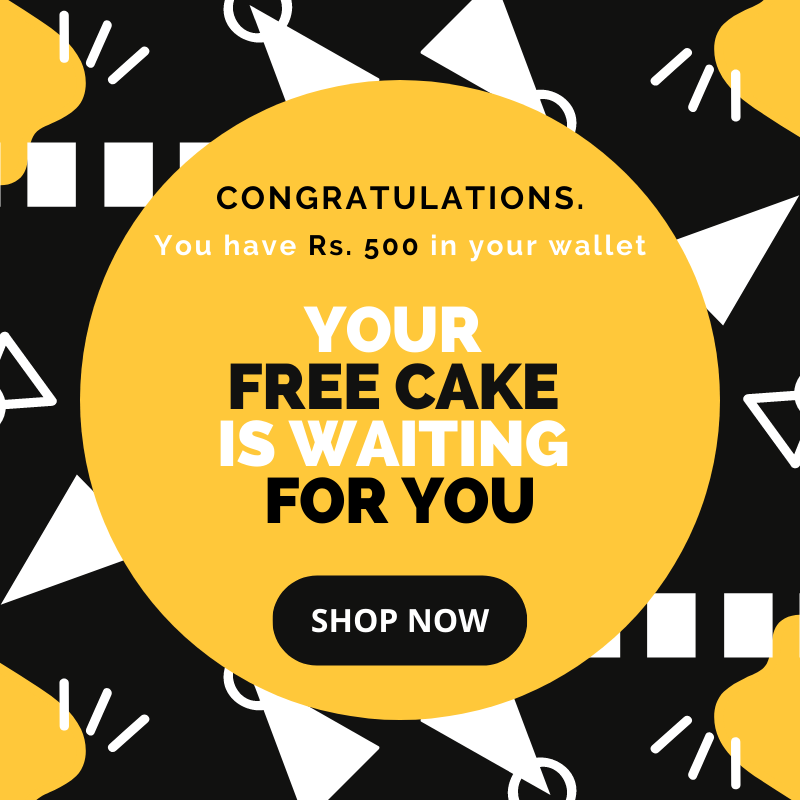 CONGRATULATIONS.
You have Rs. 500 in your wallet
YOUR
FREE CAKE
IS WAITING
FOR YOU
SHOP NOW